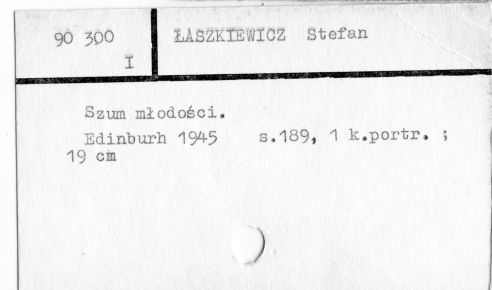 90 300 ŁASZKIEWICZ Stefan
I
Szum młodości.
Edinburh 1945 s.189, 1 k.portr. ;
19 cm